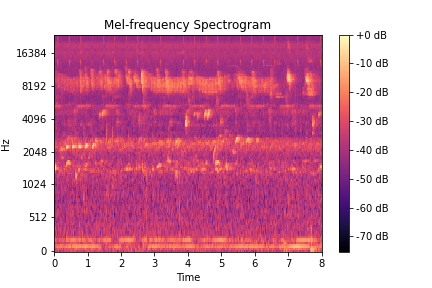 Mel-frequency Spectrogram
Hz
16384
8192
4096
2048
1024
512
0
0 1 2 3 4 5 6 7 8
Time
+0 dB
-10 dB
-20 dB
-30 dB
-40 dB
-50 dB
-60 dB
-70 dB